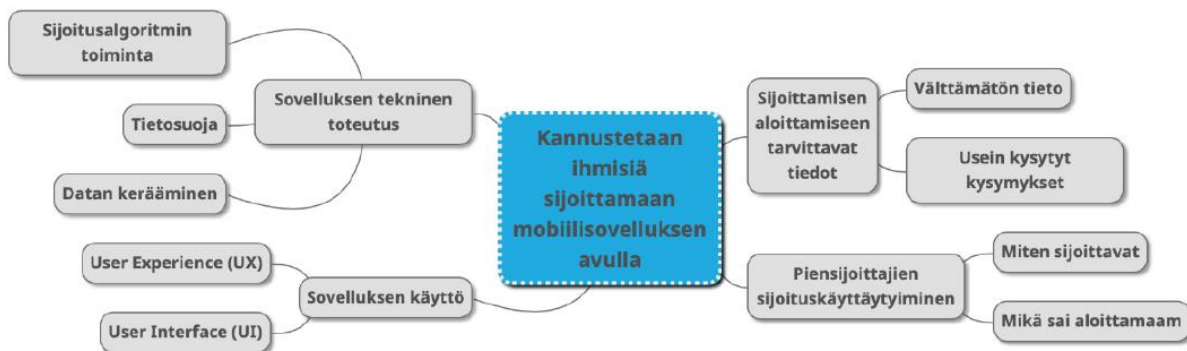 Sijoitusalgoritmin
toiminta
Tietosuoja
Datan kerääminen
Sovelluksen tekninen
toteutus
User Experience (UX)
User Interface (UI)
Sovelluksen käyttö
Kannustetaan
ihmisiä
sijoittamaan
mobiilisovelluksen
avulla
Sijoittamisen
aloittamiseen
tarvittavat
tiedot
Välttämätön tieto
Usein kysytyt
kysymykset
Piensijoittajien
sijoituskäyttäytyiminen
Miten sijoittavat
Mikä sai aloittamaam